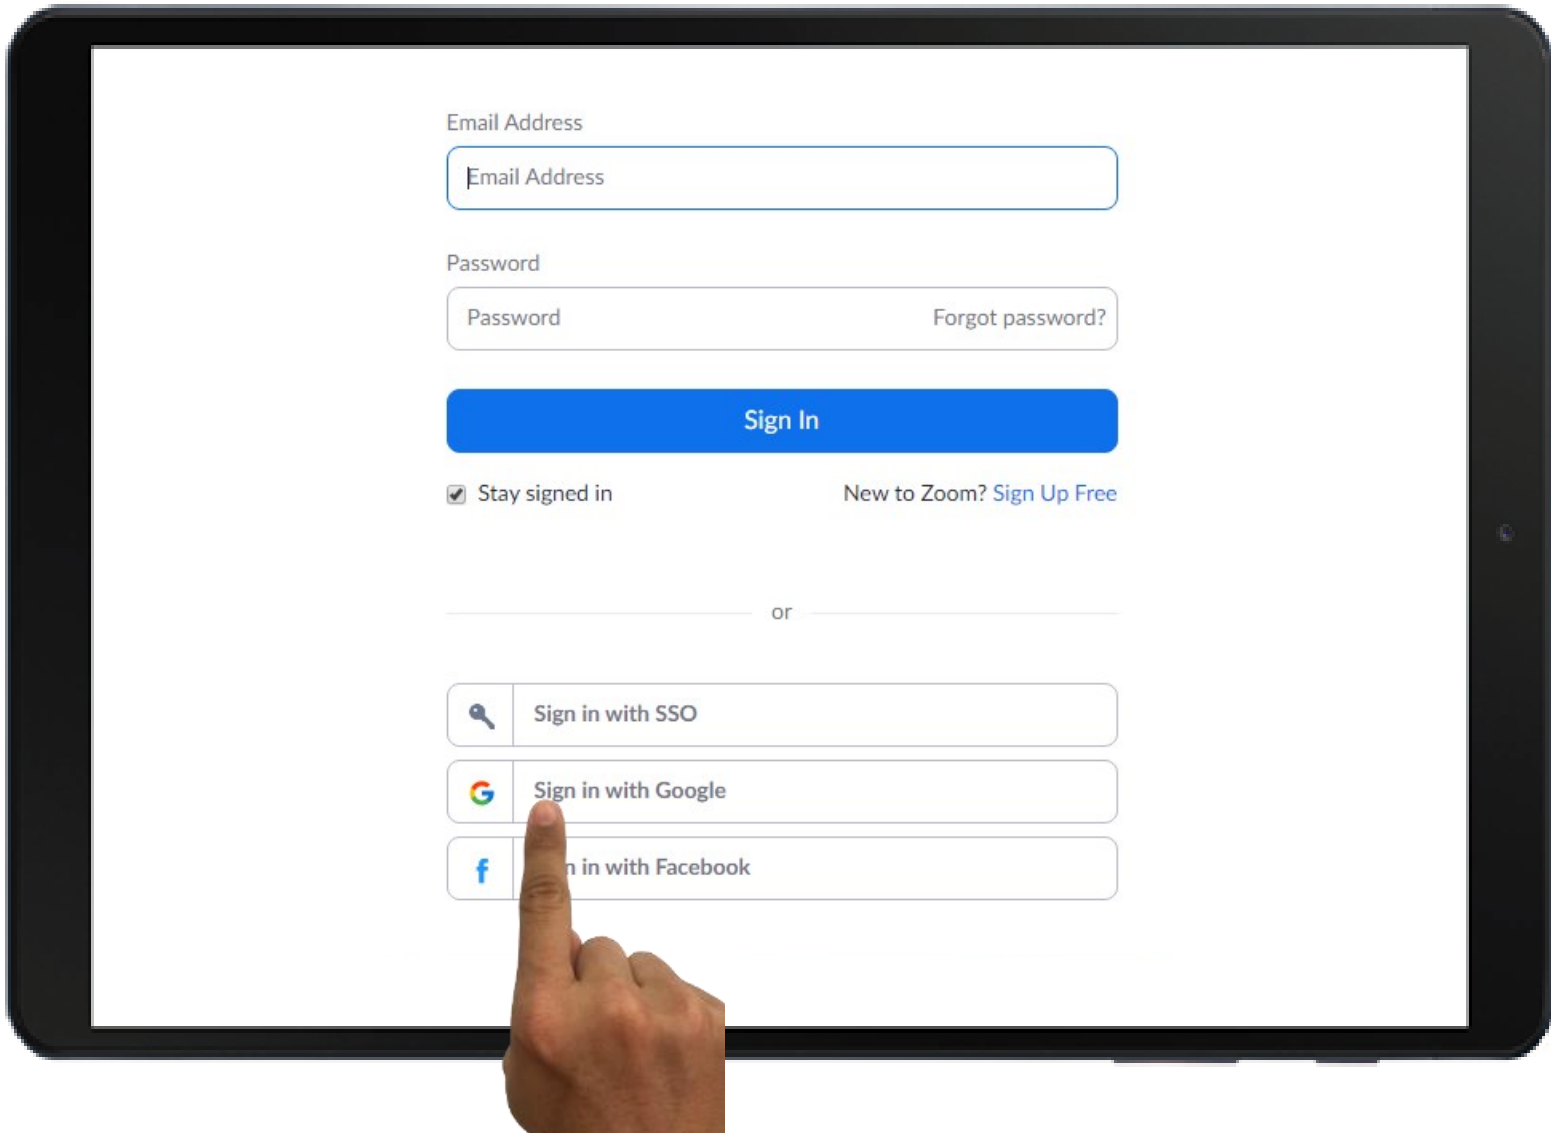 Email Address
Email Address
Password
Password Forgot password?
Sign In
Stay signed in New to Zoom? Sign Up Free
or
Sign in with SSO
Sign in with Google
n in with Facebook